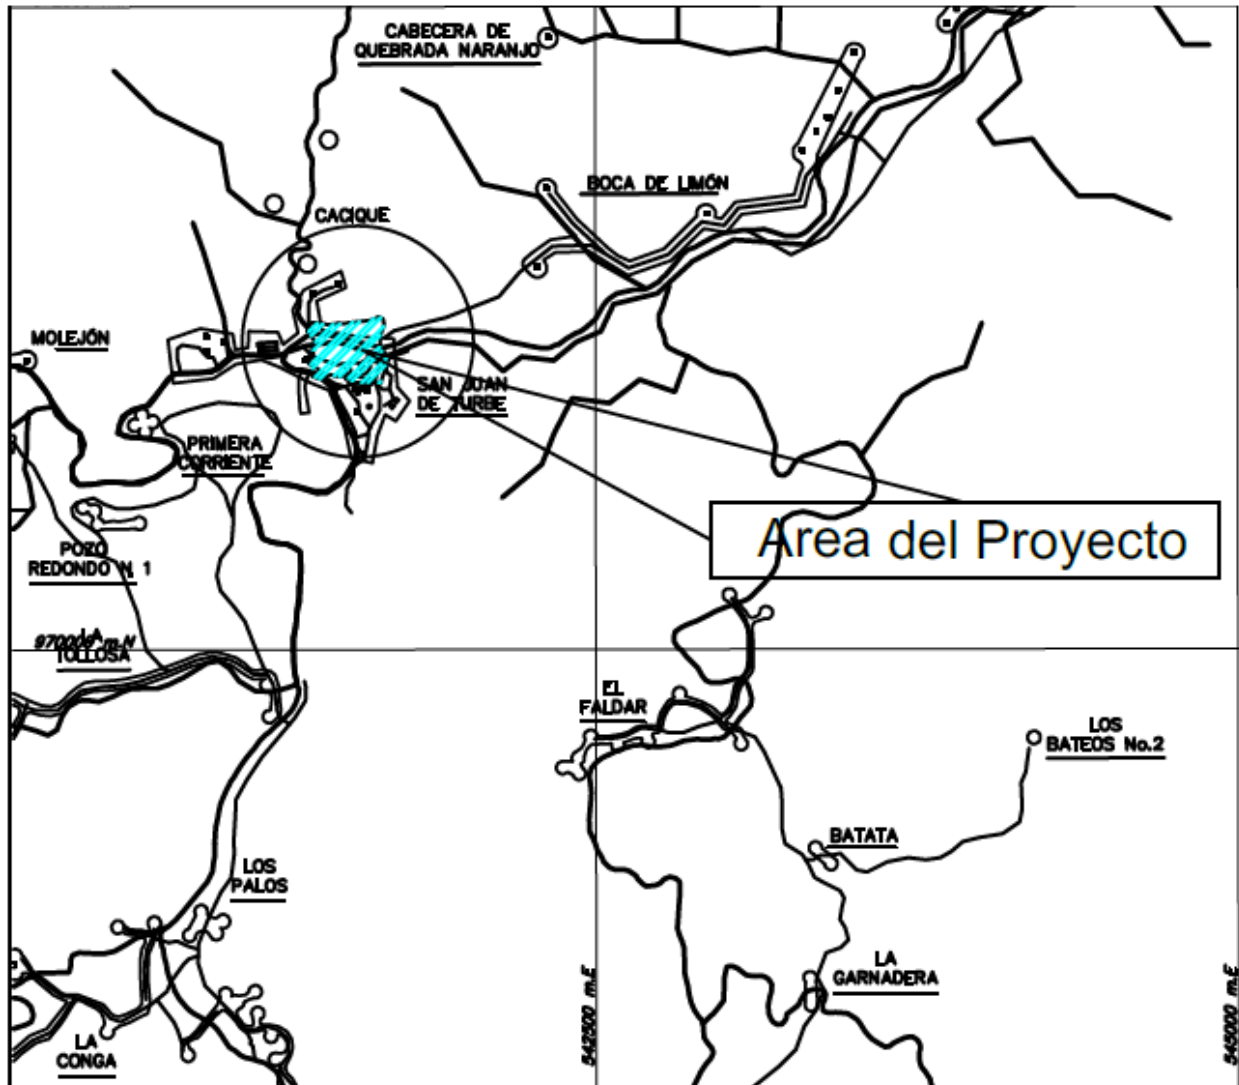 CABECERA DE
QUEBRADA NARANJO
BOCA DE LIMÓN
CACIQUE
MOLEJÓN
SAN JUAN
DE TURBE
PRIMERA
CORRIENTE
Area del Proyecto
POZO
REDONDO N 1
970000 m-N
LA
TOLLOSA
EL
FALDAR
LOS
BATEOS No.2
BATATA
LOS
PALOS
LA
GARNADERA
LA
CONGA
542500 m.E
545000 m.E